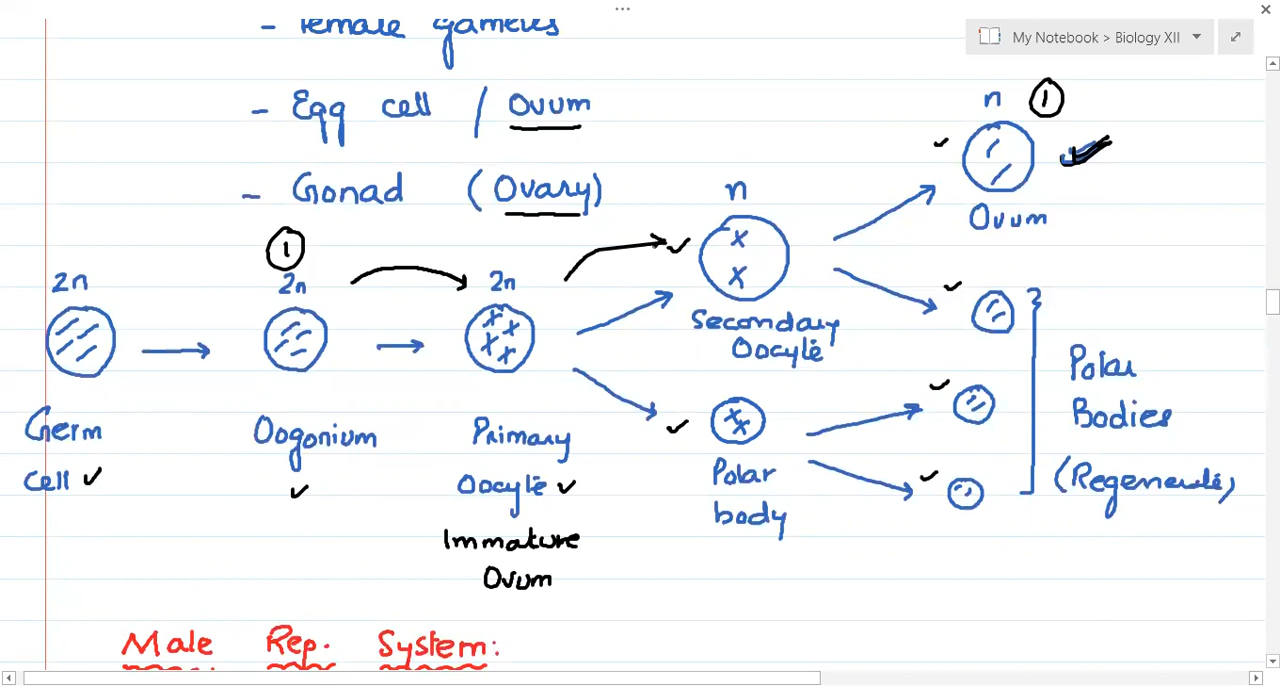 - Female gametes
My Notebook > Biology XII
- Egg cell / Ovum
- Gonad (Ovary)
n 1
Ovum
n
1
2n
2n
2n
x x
x x
x
x
x x
Secondary
Oocyte
Germ
cell
Oogonium
Primary
Oocyte
Immature
Ovum
Polar
body
Polar
Bodies
(Regenerate)
Male Rep. System: